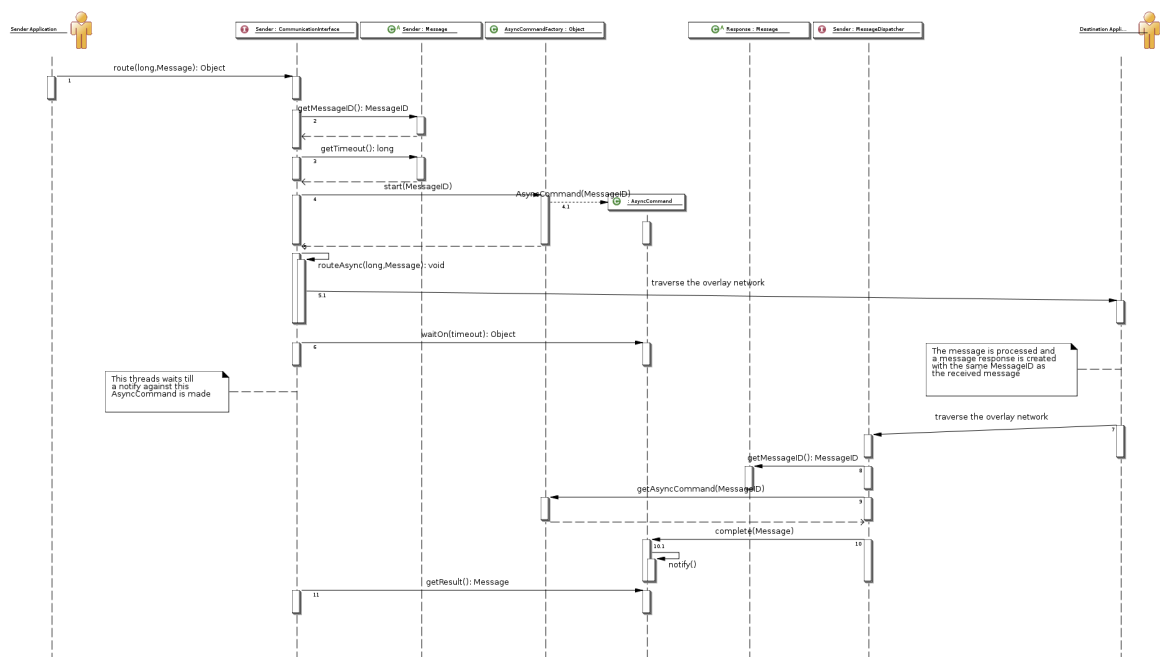 Sender Application
I Sender : CommunicationInterface
C A Sender : Message
C AsyncCommandFactory : Object
C A Response : Message
I Sender : MessageDispatcher
Destination Appli...
route(long,Message): Object
1
getMessageID(): MessageID
2
getTimeout(): long
3
start(MessageID)
4
AsyncCommand(MessageID)
4.1
C : AsyncCommand
routeAsync(long,Message): void
traverse the overlay network
5.1
waitOn(timeout): Object
6
The message is processed and
a message response is created
with the same MessageID as
the received message
This threads waits till
a notify against this
AsyncCommand is made
traverse the overlay network
7
getMessageID(): MessageID
8
getAsyncCommand(MessageID)
9
complete(Message)
10
10.1
notify()
getResult(): Message
11